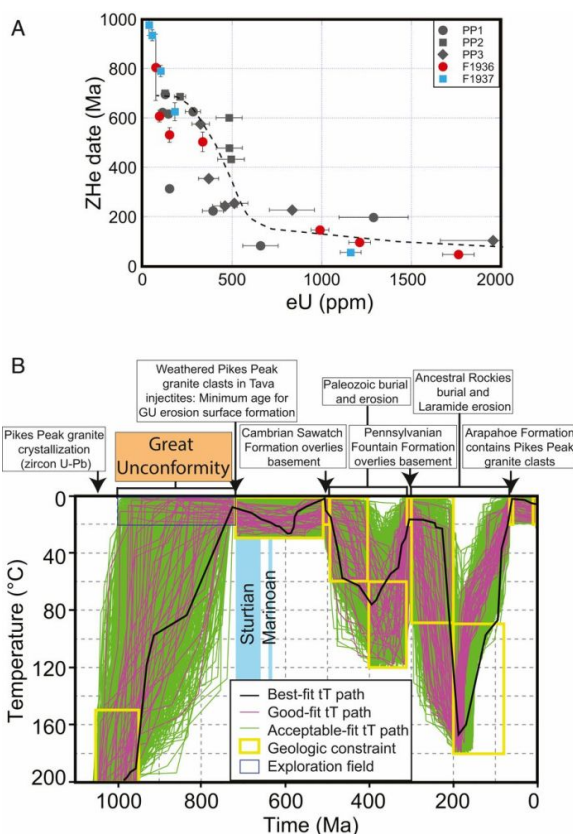 A
1000
800
600
400
200
0
ZHe date (Ma)
0
500
1000
1500
2000
eU (ppm)
PP1
PP2
PP3
F1936
F1937
B
Pikes Peak granite
crystallization
(zircon U-Pb)
Weathered Pikes Peak
granite clasts in Tava
injectites: Minimum age for
GU erosion surface formation
Great
Unconformity
Cambrian Sawatch
Formation overlies
basement
Paleozoic burial
and erosion
Pennsylvanian
Fountain Formation
overlies basement
Ancestral Rockies
burial and
Laramide erosion
Arapahoe Formation
contains Pikes Peak
granite clasts
0
40
80
120
160
200
Temperature (°C)
Sturtian
Marinoan
Best-fit tT path
Good-fit tT path
Acceptable-fit tT path
Geologic constraint
Exploration field
1000
800
600
400
200
0
Time (Ma)